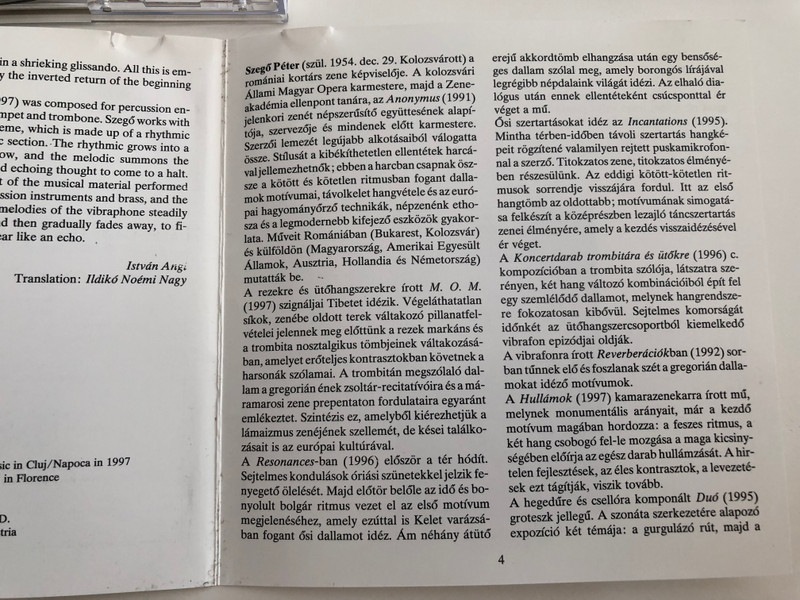 in a shrieking glissando. All this is em-
y the inverted return of the beginning
97) was composed for percussion en-
mpet and trombone. Szegő works with
eme, which is made up of a rhythmic
c section. The rhythmic grows into a
ow, and the melodic summons the
d echoing thought to come to a halt.
t of the musical material performed
ssion instruments and brass, and the
melodies of the vibraphone steadily
d then gradually fades away, to fi-
ear like an echo.
István Angi
Translation: Ildikó Noémi Nagy
sic in Cluj/Napoca in 1997
in Florence
D.
tria
Szegő Péter (szül. 1954. dec. 29. Kolozsvárott) a
romániai kortárs zene képviselője. A kolozsvári
Állami Magyar Opera karmestere, majd a Zene-
akadémia ellenpont tanára, az Anonymus (1991)
jelenkori zenét népszerűsítő együttesének alapí-
tója, szervezője és mindenek előtt karmestere.
Szerzői lemezét legújabb alkotásaiból válogatta
össze. Stílusát a kibékíthetetlen ellentétek harcá-
val jellemezhetnők; ebben a harcban csapnak ösz-
sze a kötött és kötetlen ritmusban fogant dalla-
mok motívumai, távolkelet hangvétele és az euró-
pai hagyományőrző technikák, népzenénk etho-
sza és a legmodernebb kifejező eszközök gyakor-
lata. Műveit Romániában (Bukarest, Kolozsvár)
és külföldön (Magyarország, Amerikai Egyesült
Államok, Ausztria, Hollandia és Németország)
mutatták be.
A rezekre és ütőhangszerekre írott M. O. M.
(1997) szignáljai Tibetet idézik. Végeláthatatlan
síkok, zenébe oldott terek váltakozó pillanatfel-
vételei jelennek meg előttünk a rezek markáns és
a trombita nosztalgikus tömbjeinek váltakozásá-
ban, amelyet erőteljes kontrasztokban követnek a
harsonák szólamai. A trombitán megszólaló dal-
lam a gregorián ének zsoltár-recitatívóira és a má-
ramarosi zene prepentaton fordulataira egyaránt
emlékeztet. Szintézis ez, amelyből kiérezhetjük a
lámaizmus zenéjének szellemét, de kései találko-
zásait is az európai kultúrával.
A Resonances-ban (1996) először a tér hódít.
Sejtelmes kondulások óriási szünetekkel jelzik fe-
nyegető ölelését. Majd előtör belőle az idő és bo-
nyolult bolgár ritmus vezet el az első motívum
megjelenéséhez, amely ezúttal is Kelet varázsá-
ban fogant ősi dallamot idéz. Ám néhány átütő
erejű akkordtömb elhangzása után egy bensősé-
ges dallam szólal meg, amely borongós lírájával
legrégibb népdalaink világát idézi. Az elhaló dia-
lógus után ennek ellentéteként csúcsponttal ér
véget a mű.
Ősi szertartásokat idéz az Incantations (1995).
Mintha térben-időben távoli szertartás hangké-
peit rögzítené valamilyen rejtett puskamikrofon-
nal a szerző. Titokzatos zene, titokzatos élményé-
ben részesülünk. Az eddigi kötött-kötetlen rit-
musok sorrendje visszájára fordul. Itt az első
hangtömb az oldottabb; motívumának simogatá-
sa felkészít a középrészben lezajló táncszertartás
zenei élményére, amely a kezdés visszaidézésével
ér véget.
A Koncertdarab trombitára és ütőkre (1996) c.
kompozícióban a trombita szólója, látszatra sze-
rényen, két hang változó kombinációiból épít fel
egy szemlélődő dallamot, melynek hangrendsze-
re fokozatosan kibővül. Sejtelmes komorságát
időnkét az ütőhangszercsoportból kiemelkedő
vibrafon epizódjai oldják.
A vibrafonra írott Reverberációkban (1992) sor-
ban tűnnek elő és foszlanak szét a gregorián dalla-
mokat idéző motívumok.
A Hullámok (1997) kamarazenekarra írott mű,
melynek monumentális arányait, már a kezdő
motívum magában hordozza: a feszes ritmus, a
két hang csobogó fel-le mozgása a maga kicsiny-
ségében előírja az egész darab hullámzását. A hir-
telen fejlesztések, az éles kontrasztok, a levezeté-
sek ezt tágítják, viszik tovább.
A hegedűre és csellóra komponált Duó (1995)
groteszk jellegű. A szonáta szerkezetére alapozó
expozíció két témája: a gurgulázó rút, majd a
4